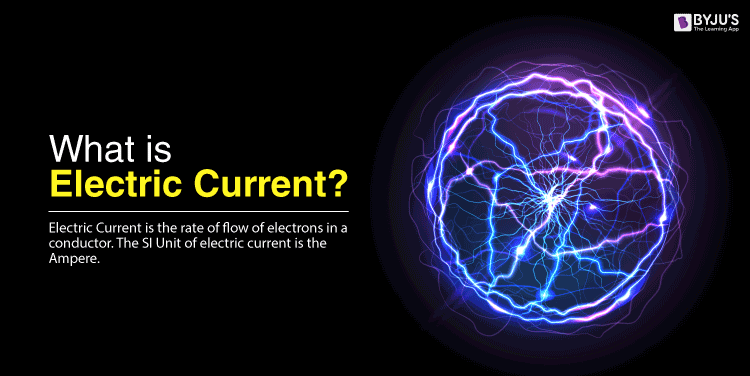 BYJU'S
The Learning App
What is
Electric Current?
Electric Current is the rate of flow of electrons in a
conductor. The SI Unit of electric current is the
Ampere.